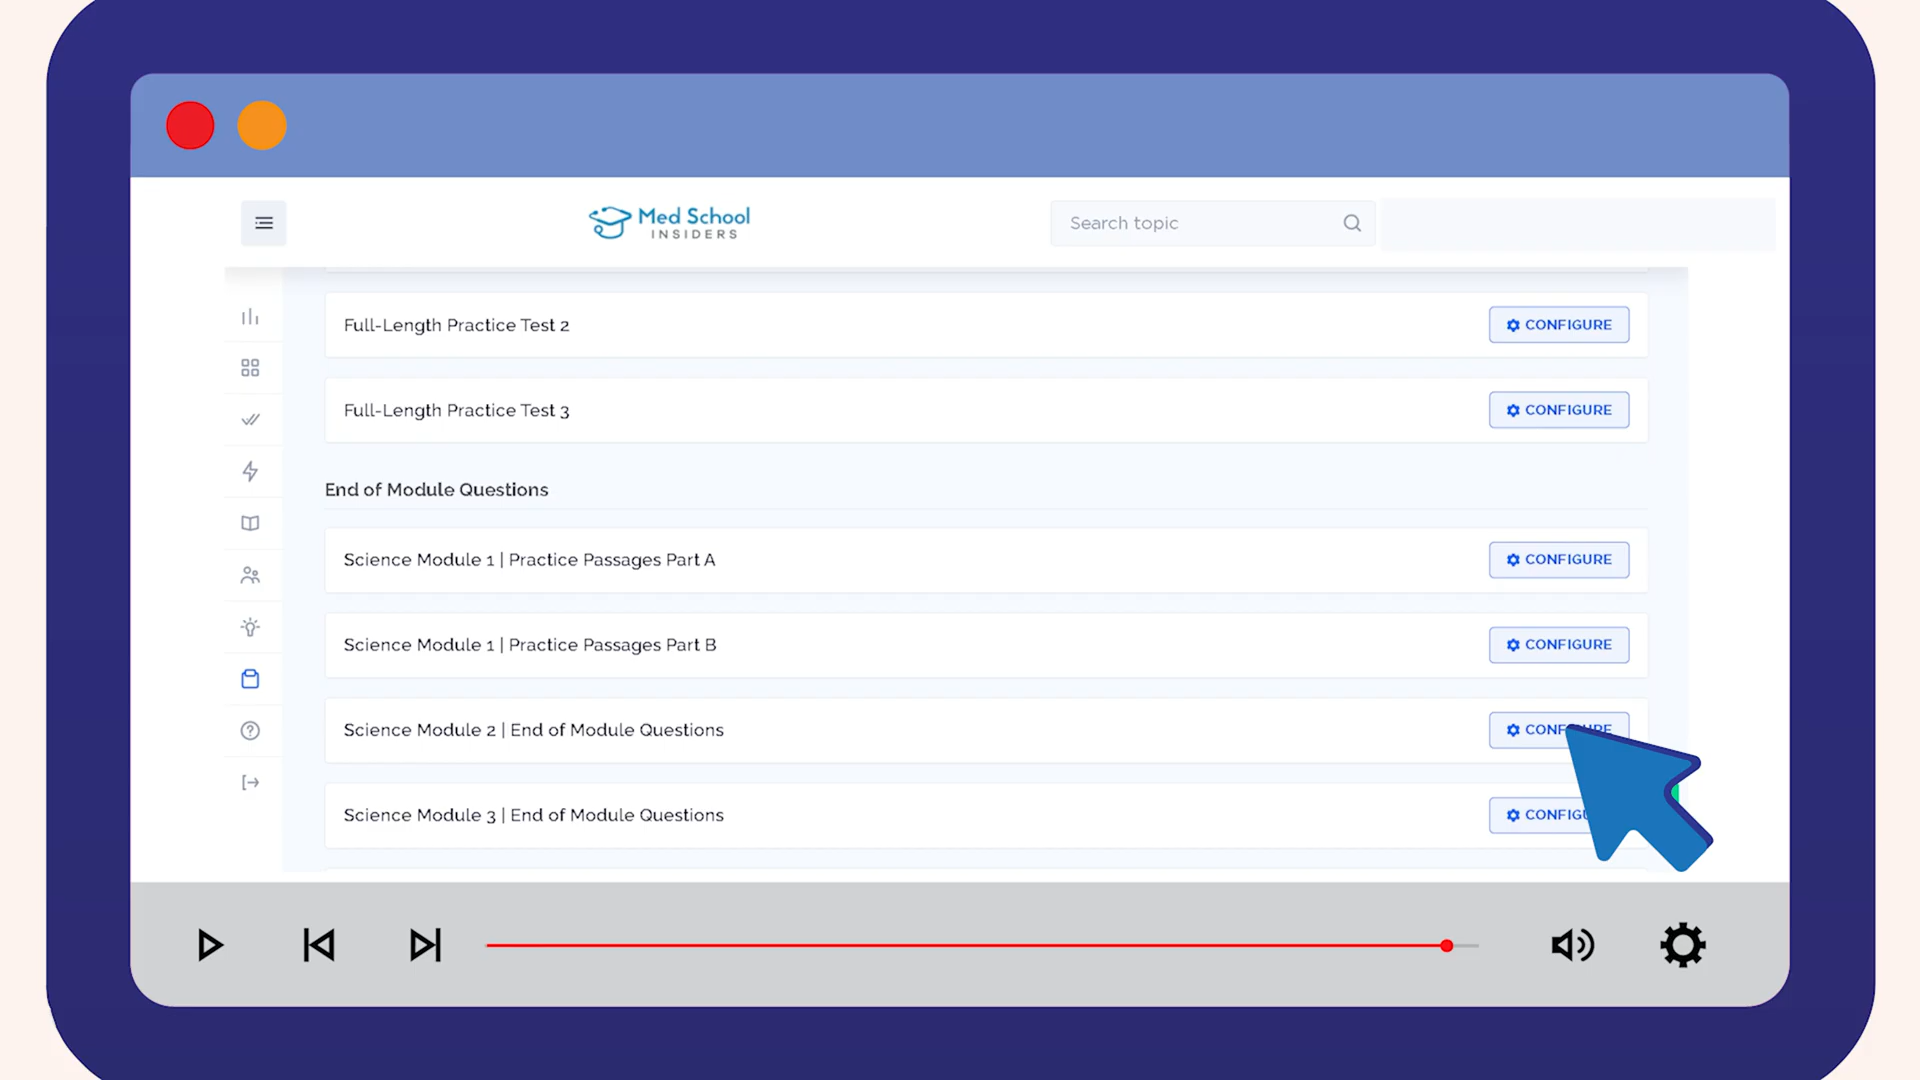 Med School
INSIDERS
Search topic
Full-Length Practice Test 2
CONFIGURE
Full-Length Practice Test 3
CONFIGURE
End of Module Questions
Science Module 1 | Practice Passages Part A
CONFIGURE
Science Module 1 | Practice Passages Part B
CONFIGURE
Science Module 2 | End of Module Questions
CONFIGURE
Science Module 3 | End of Module Questions
CONFIGU